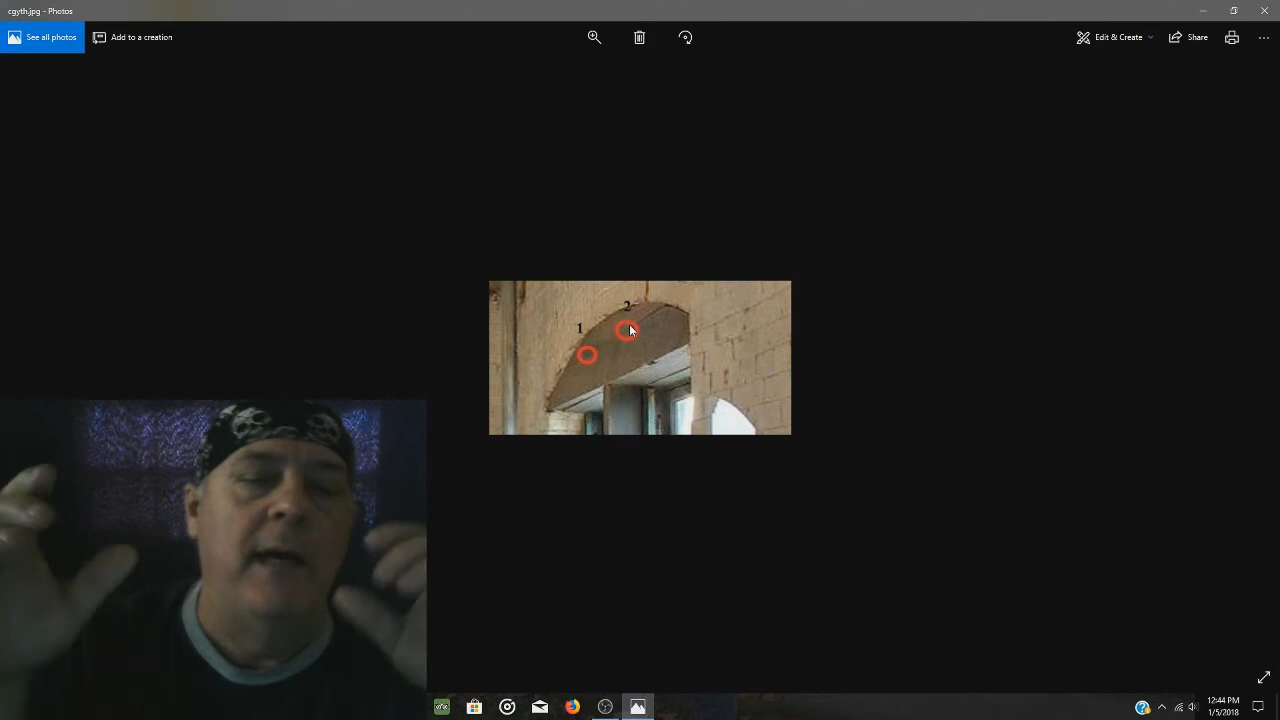 cgyth.jpg - Photos
See all photos
Add to a creation
Edit & Create
Share
2
1
12:44 PM
1/5/2018